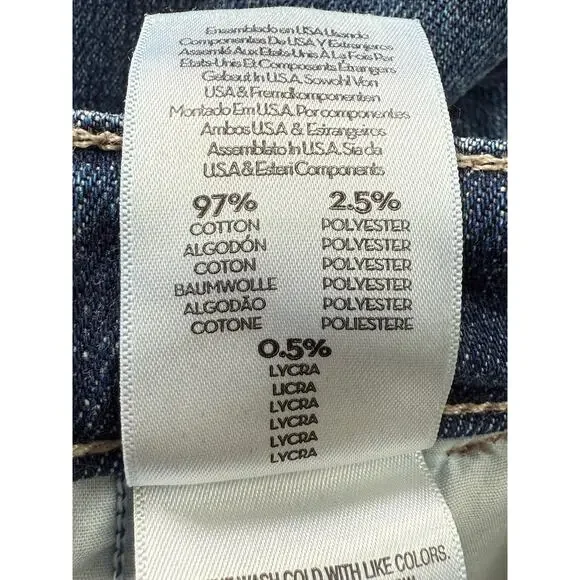 Ensamblado en USA Usando
Componentes De USA Y Extranjeros
Assemlé Aux Etats-Unis À La Fois Par
Etats-Unis Et Composants Étrangers
Gebaut In U.S.A. Sowohl Von
USA & Fremdkomponenten
Montado Em U.S.A. Por componentes
Ambos USA & Estrangeros
Assemblato In U.S.A. Sia da
U.S.A & Esteri Components
97% 2.5%
COTTON POLYESTER
ALGODÓN POLYESTER
COTON POLYESTER
BAUMWOLLE POLYESTER
ALGODÃO POLYESTER
COTONE POLIESTERE
0.5%
LYCRA
LICRA
LYCRA
LYCRA
LYCRA
LYCRA
WASH COLD WITH LIKE COLORS.